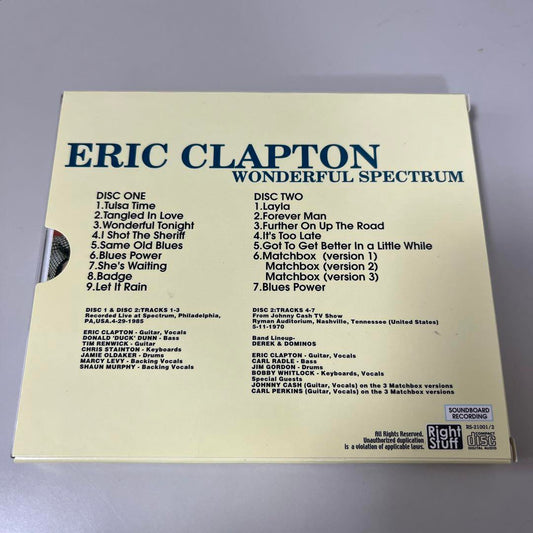 ERIC CLAPTON
WONDERFUL SPECTRUM
DISC ONE
1.Tulsa Time
2.Tangled In Love
3.Wonderful Tonight
4.I Shot The Sheriff
5.Same Old Blues
6.Blues Power
7.She's Waiting
8.Badge
9.Let It Rain
DISC TWO
1.Layla
2.Forever Man
3.Further On Up The Road
4.It's Too Late
5.Got To Get Better In a Little While
6.Matchbox (version 1)
Matchbox (version 2)
Matchbox (version 3)
7.Blues Power
DISC 1 & DISC 2:TRACKS 1-3
Recorded Live at Spectrum, Philadelphia,
PA,USA.4-29-1985
ERIC CLAPTON - Guitar, Vocals
DONALD 'DUCK' DUNN - Bass
TIM RENWICK - Guitar
CHRIS STAINTON - Keyboards
JAMIE OLDAKER - Drums
MARCY LEVY - Backing Vocals
SHAUN MURPHY - Backing Vocals
DISC 2:TRACKS 4-7
From Johnny Cash TV Show
Ryman Auditorium, Nashville, Tennessee (United States)
5-11-1970
Band Lineup-
DEREK & DOMINOS
ERIC CLAPTON - Guitar, Vocals
CARL RADLE - Bass
JIM GORDON - Drums
BOBBY WHITLOCK - Keyboards, Vocals
Special Guests
JOHNNY CASH (Guitar, Vocals) on the 3 Matchbox versions
CARL PERKINS (Guitar, Vocals) on the 3 Matchbox versions
SOUNDBOARD
RECORDING
All Rights Reserved.
Unauthorized duplication
is a violation of applicable laws.
Right
Stuff
RS-21001/2
COMPACT
disc
DIGITAL AUDIO